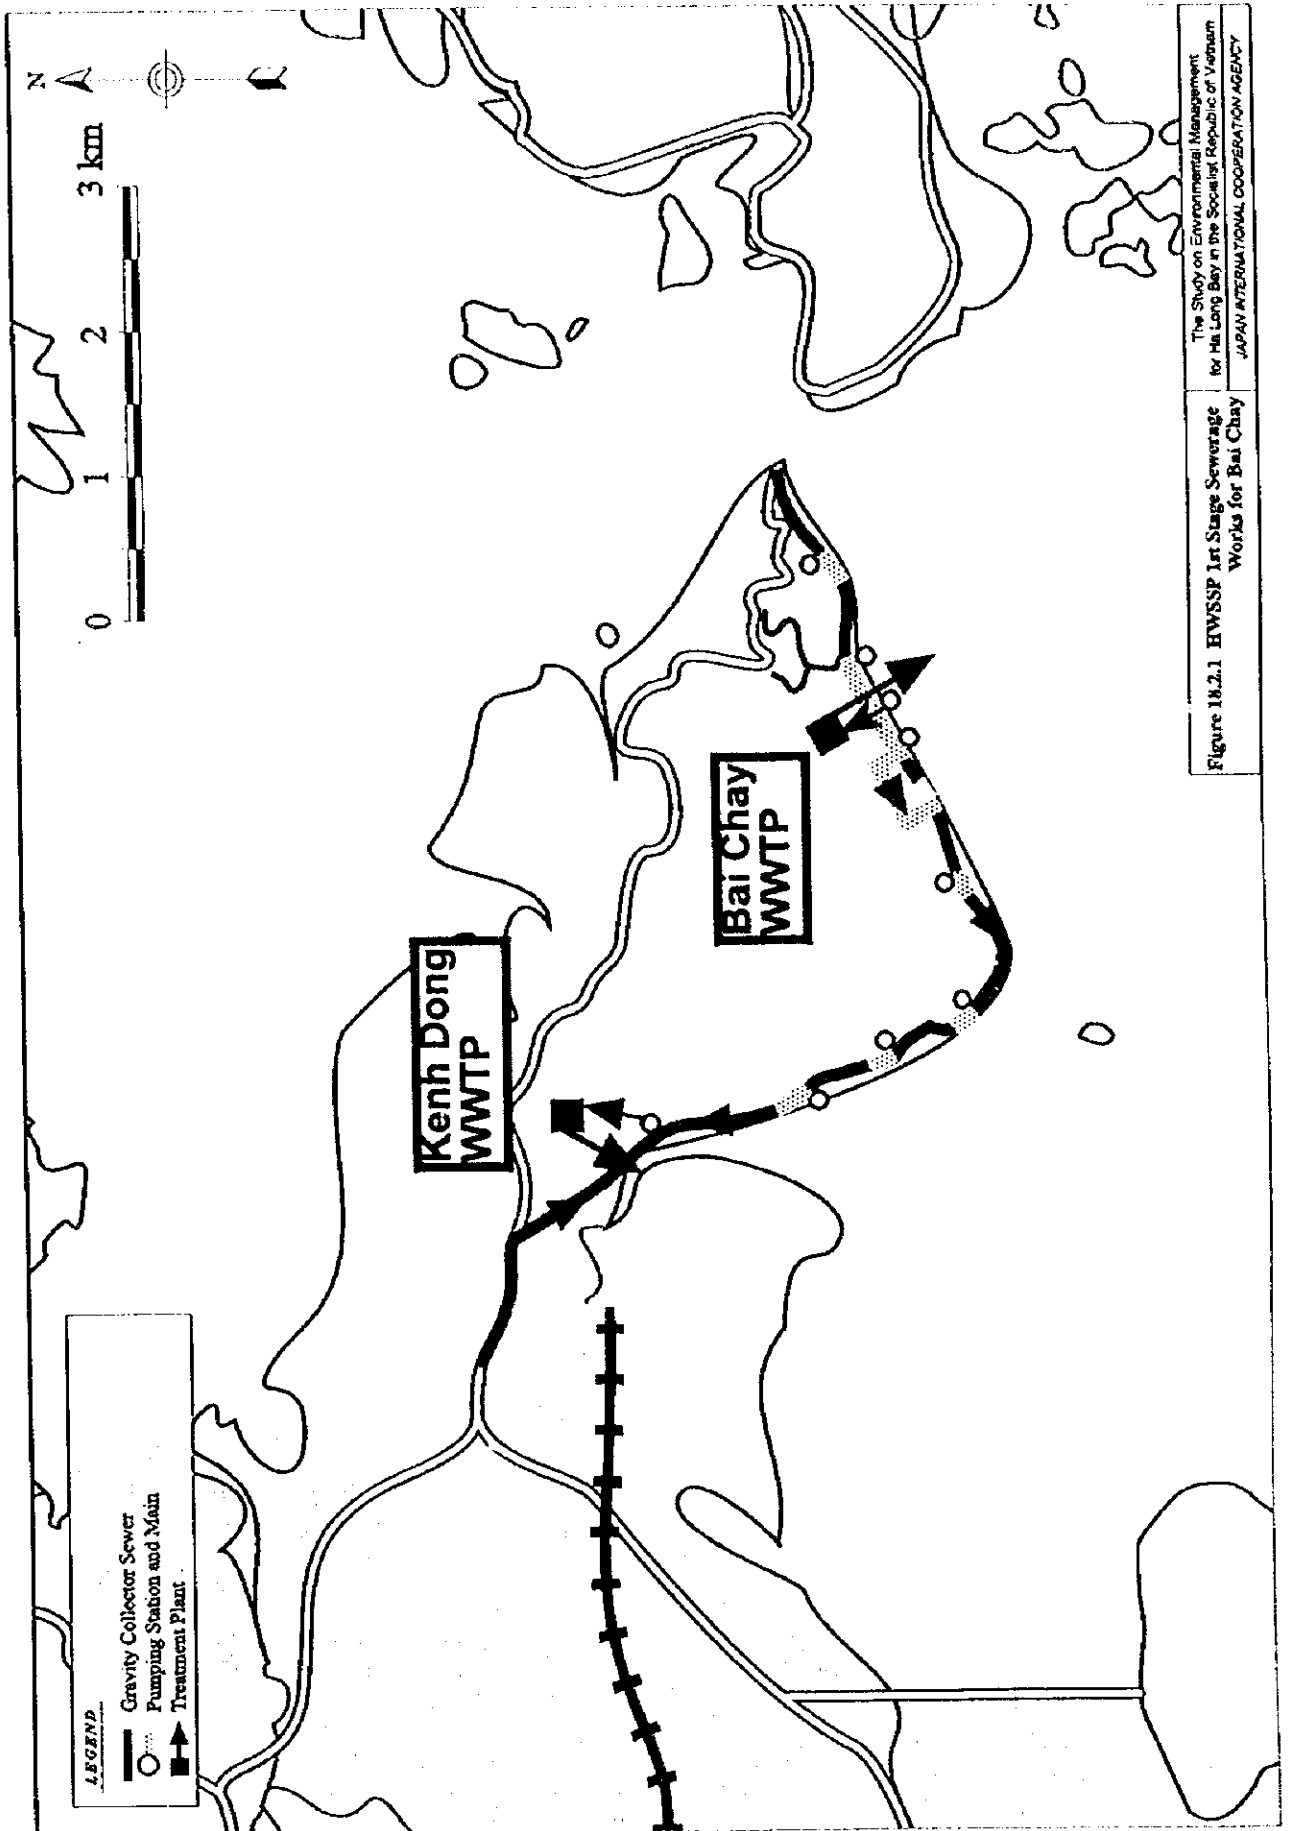 LEGEND
Gravity Collector Sewer
Pumping Station and Main
Treatment Plant
0 1 2 3 km
N
Kenh Dong
WWTP
Bai Chay
WWTP
Figure 18.2.1 HWSSP 1st Stage Sewerage
Works for Bai Chay
The Study on Environmental Management
for Ha Long Bay in the Socialist Republic of Vietnam
JAPAN INTERNATIONAL COOPERATION AGENCY